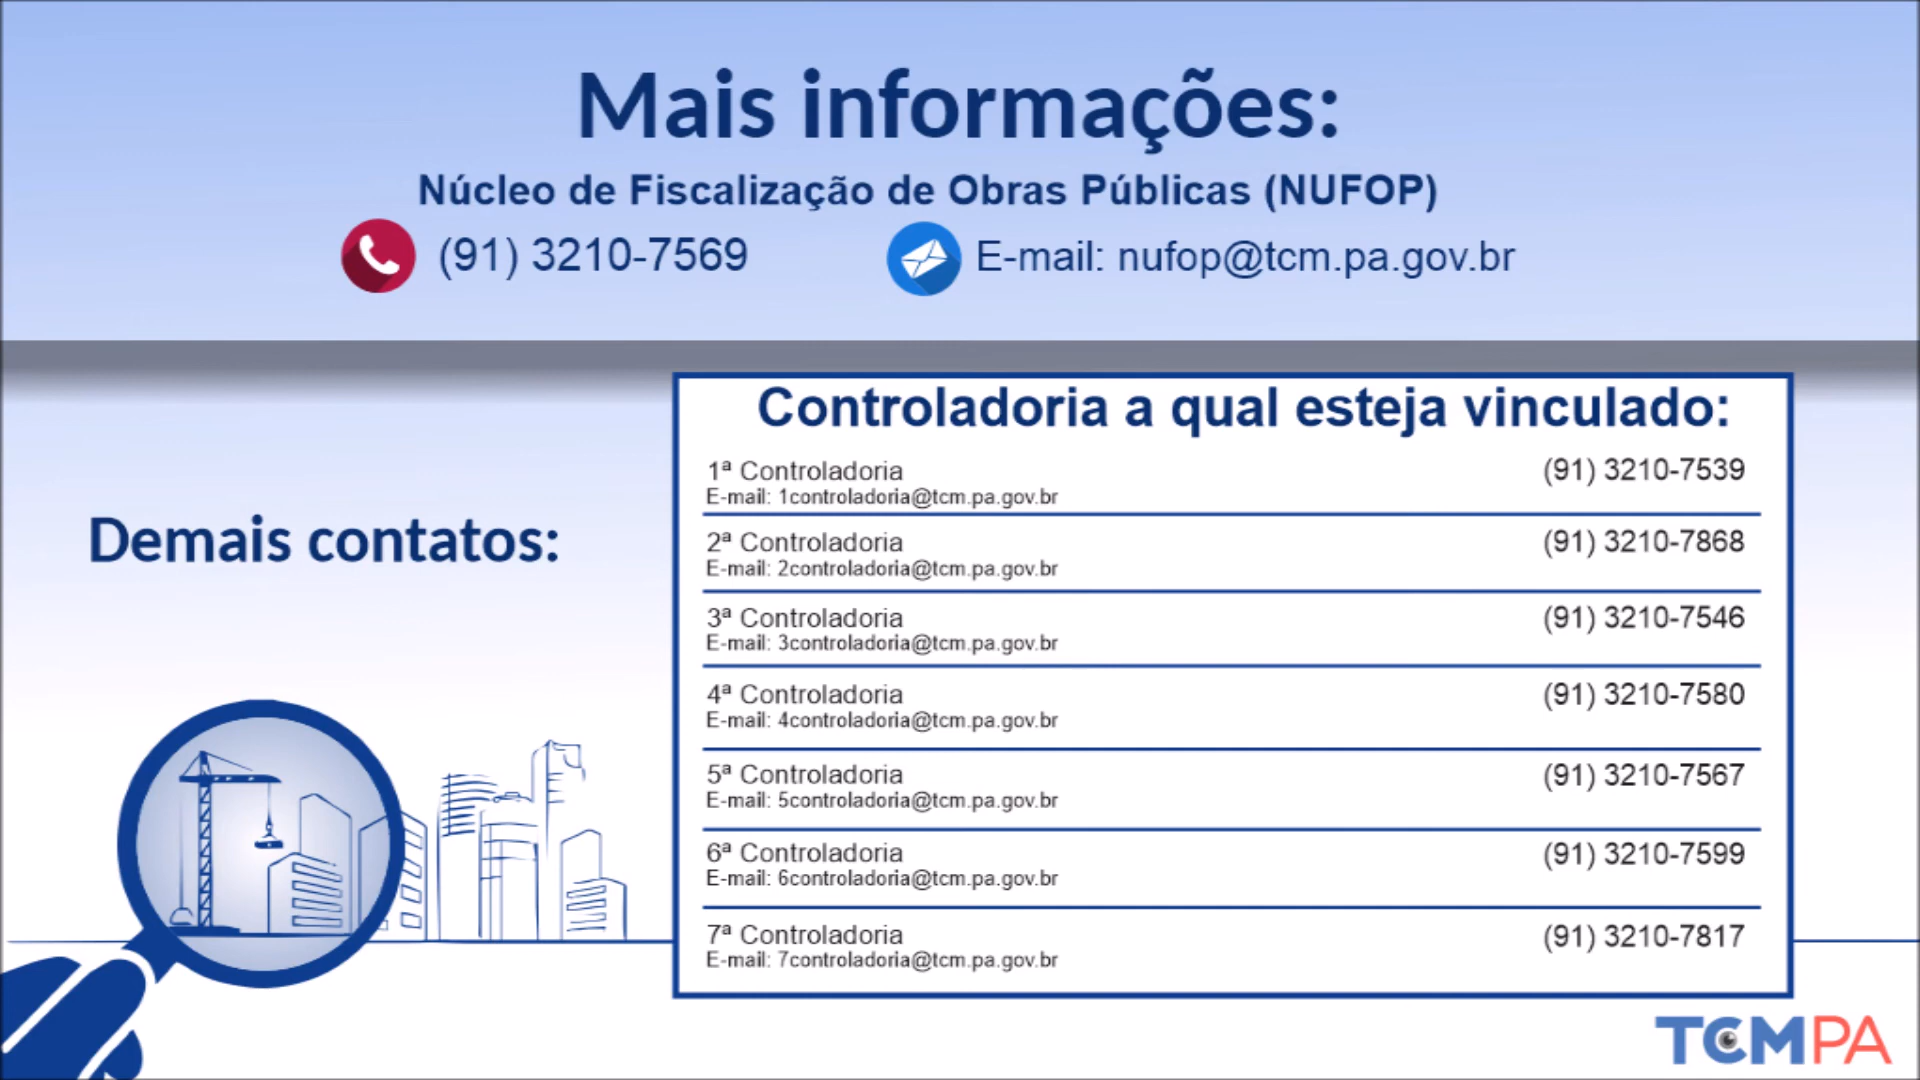 Mais informações:
Núcleo de Fiscalização de Obras Públicas (NUFOP)
(91) 3210-7569
E-mail: nufop@tcm.pa.gov.br
Demais contatos:
Controladoria a qual esteja vinculado:
1ª Controladoria (91) 3210-7539
E-mail: 1controladoria@tcm.pa.gov.br
2ª Controladoria (91) 3210-7868
E-mail: 2controladoria@tcm.pa.gov.br
3ª Controladoria (91) 3210-7546
E-mail: 3controladoria@tcm.pa.gov.br
4ª Controladoria (91) 3210-7580
E-mail: 4controladoria@tcm.pa.gov.br
5ª Controladoria (91) 3210-7567
E-mail: 5controladoria@tcm.pa.gov.br
6ª Controladoria (91) 3210-7599
E-mail: 6controladoria@tcm.pa.gov.br
7ª Controladoria (91) 3210-7817
E-mail: 7controladoria@tcm.pa.gov.br
TCMPA